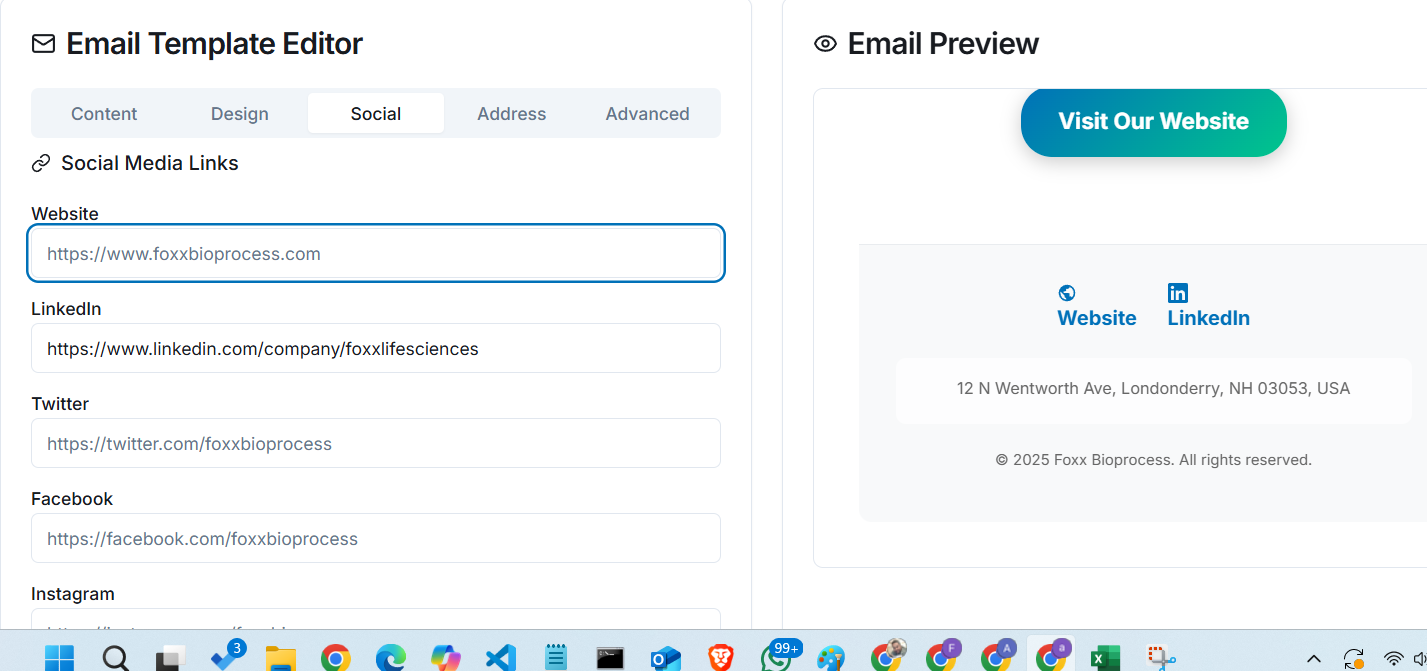 Email Template Editor
Content Design Social Address Advanced
Social Media Links
Website
https://www.foxxbioprocess.com
LinkedIn
https://www.linkedin.com/company/foxxlifesciences
Twitter
https://twitter.com/foxxbioprocess
Facebook
https://facebook.com/foxxbioprocess
Instagram
Email Preview
Visit Our Website
Website LinkedIn
12 N Wentworth Ave, Londonderry, NH 03053, USA
© 2025 Foxx Bioprocess. All rights reserved.
3
99+
F
A
a